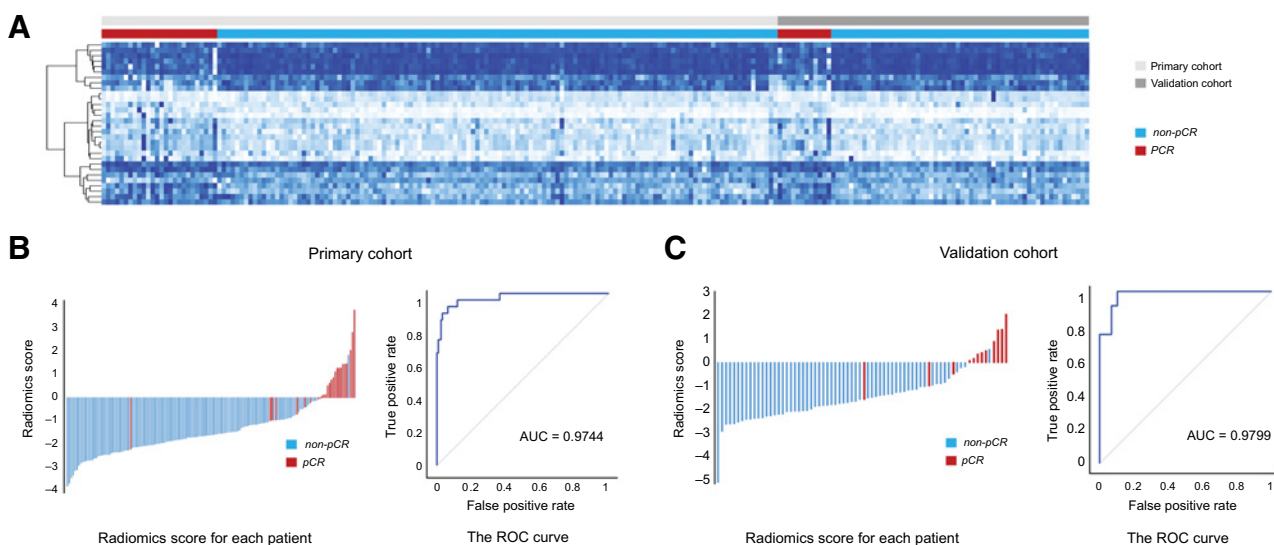 A
Primary cohort
Validation cohort
non-pCR
PCR
B
Primary cohort
Radiomics score
4
3
2
1
0
–1
–2
–3
–4
non-pCR
pCR
Radiomics score for each patient
True positive rate
1
0.8
0.6
0.4
0.2
0
AUC = 0.9744
0 0.2 0.4 0.6 0.8 1
False positive rate
The ROC curve
C
Validation cohort
Radiomics score
3
2
1
0
–1
–2
–3
–4
–5
non-pCR
pCR
Radiomics score for each patient
True positive rate
1
0.8
0.6
0.4
0.2
0
AUC = 0.9799
0 0.2 0.4 0.6 0.8 1
False positive rate
The ROC curve